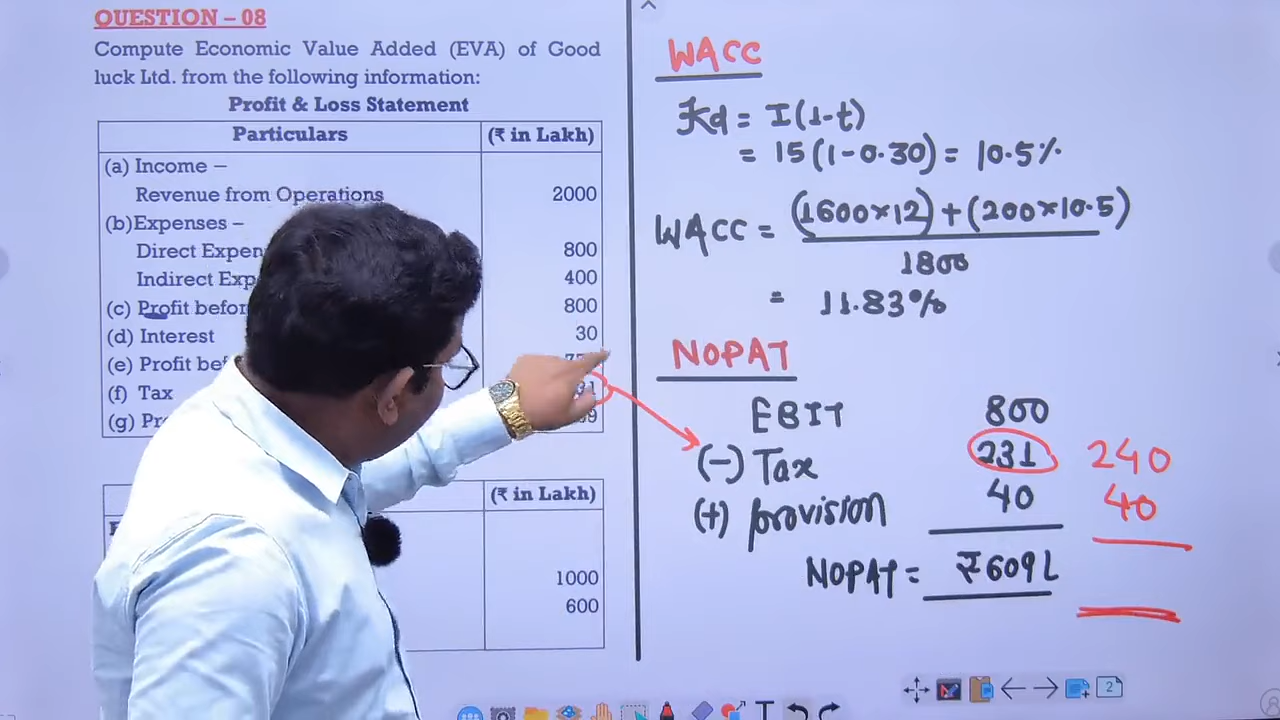 QUESTION – 08
Compute Economic Value Added (EVA) of Good
luck Ltd. from the following information:
Profit & Loss Statement
Particulars (₹ in Lakh)
(a) Income –
Revenue from Operations 2000
(b) Expenses –
Direct Expen 800
Indirect Exp 400
(c) Profit befor 800
(d) Interest 30
(e) Profit be
(f) Tax
(g) Pr
(₹ in Lakh)
1000
600
WACC
Kd = I(1-t)
= 15(1-0.30) = 10.5%
WACC = (1600×12)+(200×10.5)
1800
= 11.83%
NOPAT
EBIT 800
(-) Tax 231 240
(+) provision 40 40
NOPAT = ₹609L
2